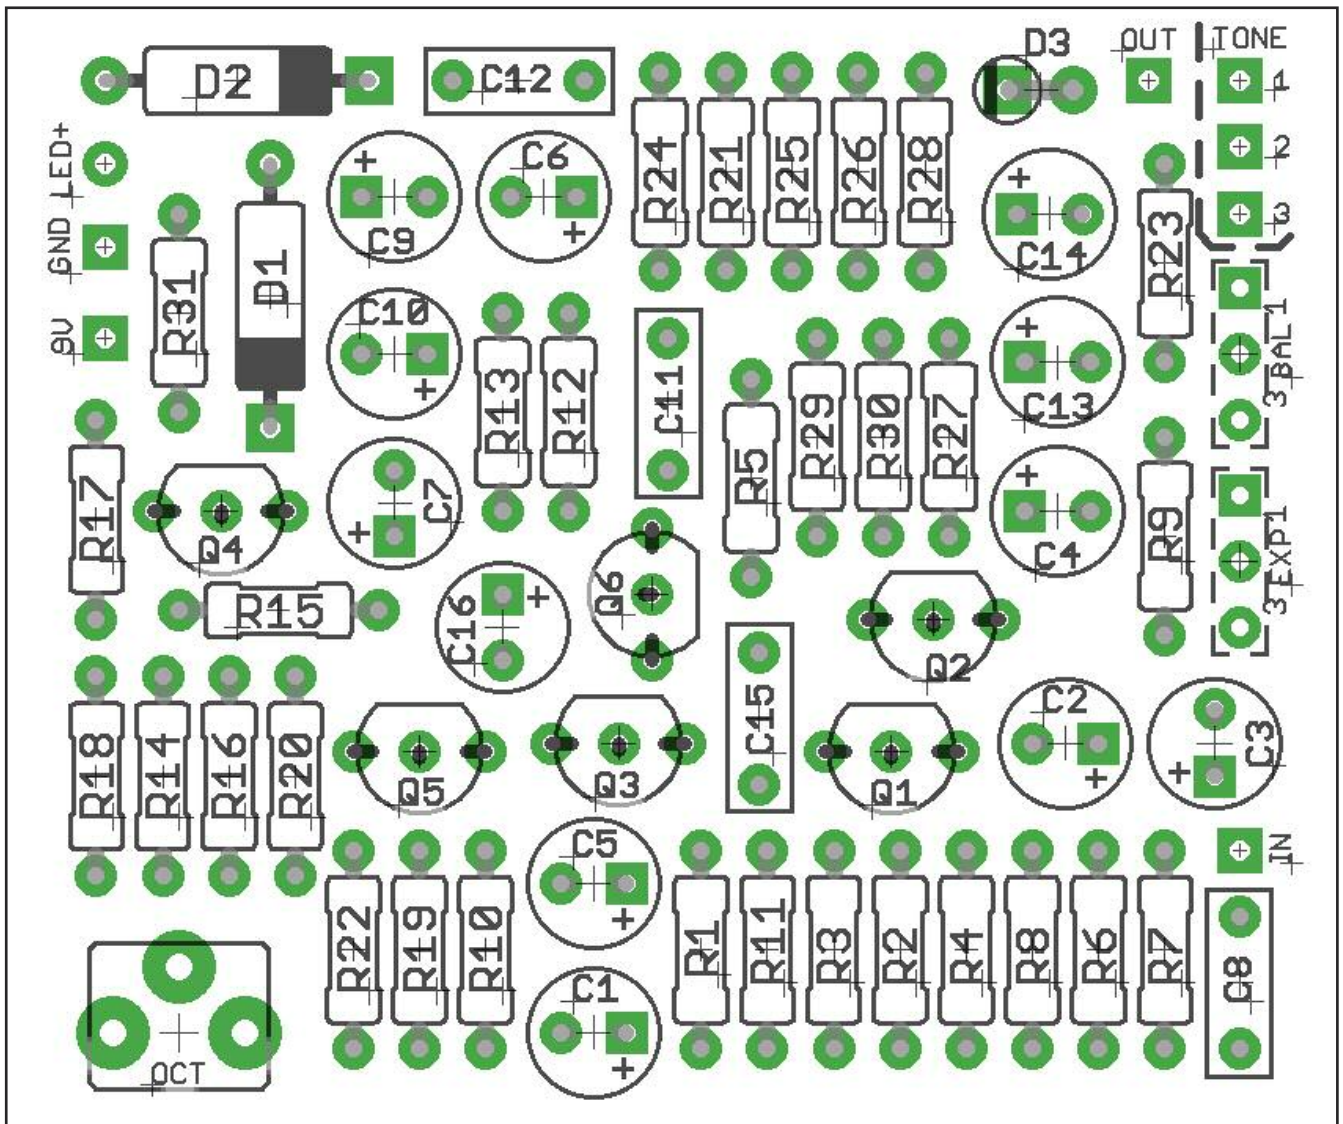 D2
C12
D3
OUT
TONE
1
2
3
LED+
GND
9V
R31
D1
C9
C6
R24
R21
R25
R26
R28
C14
R23
C10
R13
R12
C11
R5
R29
R30
R27
C13
BAL1
3
R17
Q4
C7
C4
R9
EXP1
3
R15
C16
Q6
Q2
R18
R14
R16
R20
Q5
Q3
C15
Q1
C2
C3
IN
R22
R19
R10
C5
C1
R1
R11
R3
R2
R4
R8
R6
R7
C8
OCT